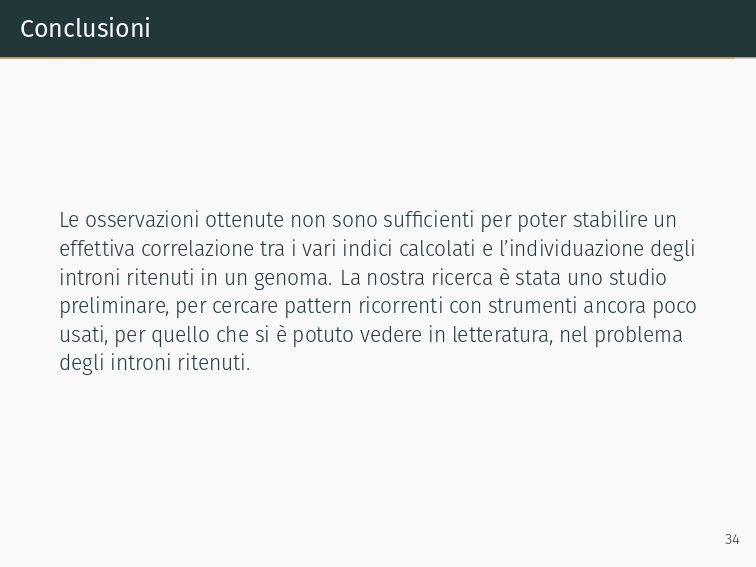 Conclusioni
Le osservazioni ottenute non sono sufficienti per poter stabilire un
effettiva correlazione tra i vari indici calcolati e l’individuazione degli
introni ritenuti in un genoma. La nostra ricerca è stata uno studio
preliminare, per cercare pattern ricorrenti con strumenti ancora poco
usati, per quello che si è potuto vedere in letteratura, nel problema
degli introni ritenuti.
34